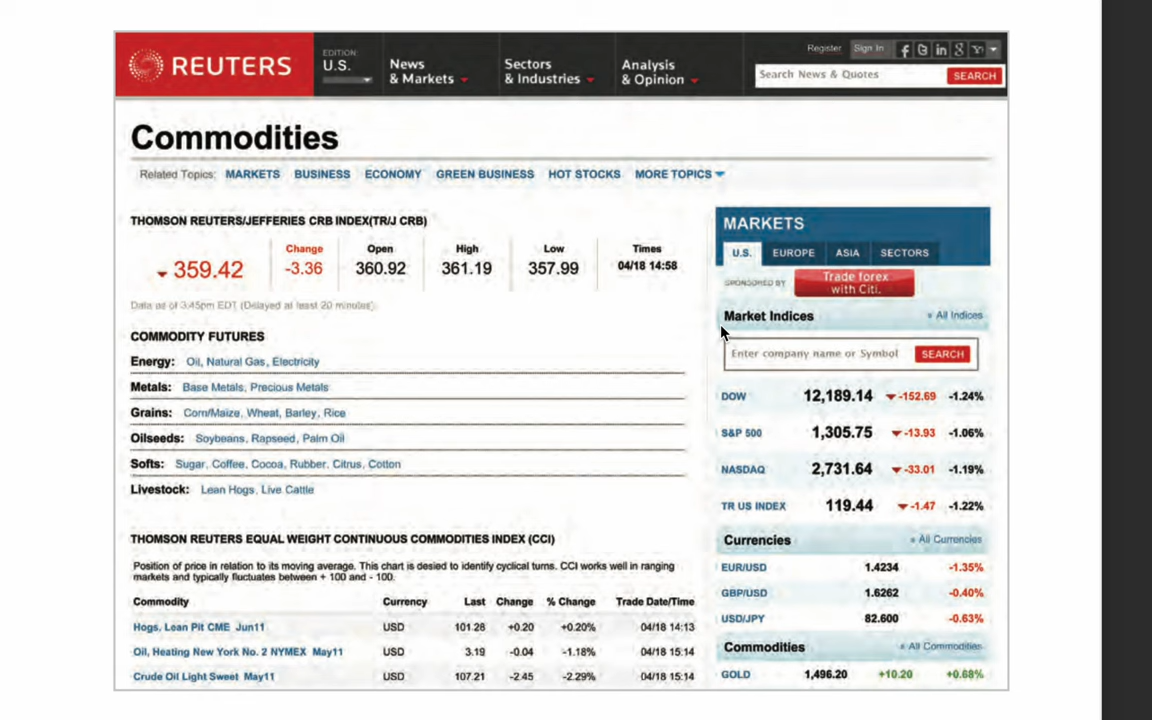 REUTERS
EDITION:
U.S.
News
& Markets
Sectors
& Industries
Analysis
& Opinion
Register Sign In
Search News & Quotes SEARCH
Commodities
Related Topics: MARKETS BUSINESS ECONOMY GREEN BUSINESS HOT STOCKS MORE TOPICS
THOMSON REUTERS/JEFFERIES CRB INDEX(TR/J CRB)
Change Open High Low Times
359.42 -3.36 360.92 361.19 357.99 04/18 14:58
Data as of 3:45pm EDT (Delayed at least 20 minutes).
COMMODITY FUTURES
Energy: Oil, Natural Gas, Electricity
Metals: Base Metals, Precious Metals
Grains: Corn/Maize, Wheat, Barley, Rice
Oilseeds: Soybeans, Rapseed, Palm Oil
Softs: Sugar, Coffee, Cocoa, Rubber, Citrus, Cotton
Livestock: Lean Hogs, Live Cattle
THOMSON REUTERS EQUAL WEIGHT CONTINUOUS COMMODITIES INDEX (CCI)
Position of price in relation to its moving average. This chart is desied to identify cyclical turns. CCI works well in ranging
markets and typically fluctuates between + 100 and - 100.
Commodity Currency Last Change % Change Trade Date/Time
Hogs, Lean Pit CME Jun11 USD 101.28 +0.20 +0.20% 04/18 14:13
Oil, Heating New York No. 2 NYMEX May11 USD 3.19 -0.04 -1.18% 04/18 15:14
Crude Oil Light Sweet May11 USD 107.21 -2.45 -2.29% 04/18 15:14
MARKETS
U.S. EUROPE ASIA SECTORS
SPONSORED BY
Trade forex
with Citi.
Market Indices » All Indices
Enter company name or Symbol SEARCH
DOW 12,189.14 -152.69 -1.24%
S&P 500 1,305.75 -13.93 -1.06%
NASDAQ 2,731.64 -33.01 -1.19%
TR US INDEX 119.44 -1.47 -1.22%
Currencies » All Currencies
EUR/USD 1.4234 -1.35%
GBP/USD 1.6262 -0.40%
USD/JPY 82.600 -0.63%
Commodities » All Commodities
GOLD 1,496.20 +10.20 +0.68%